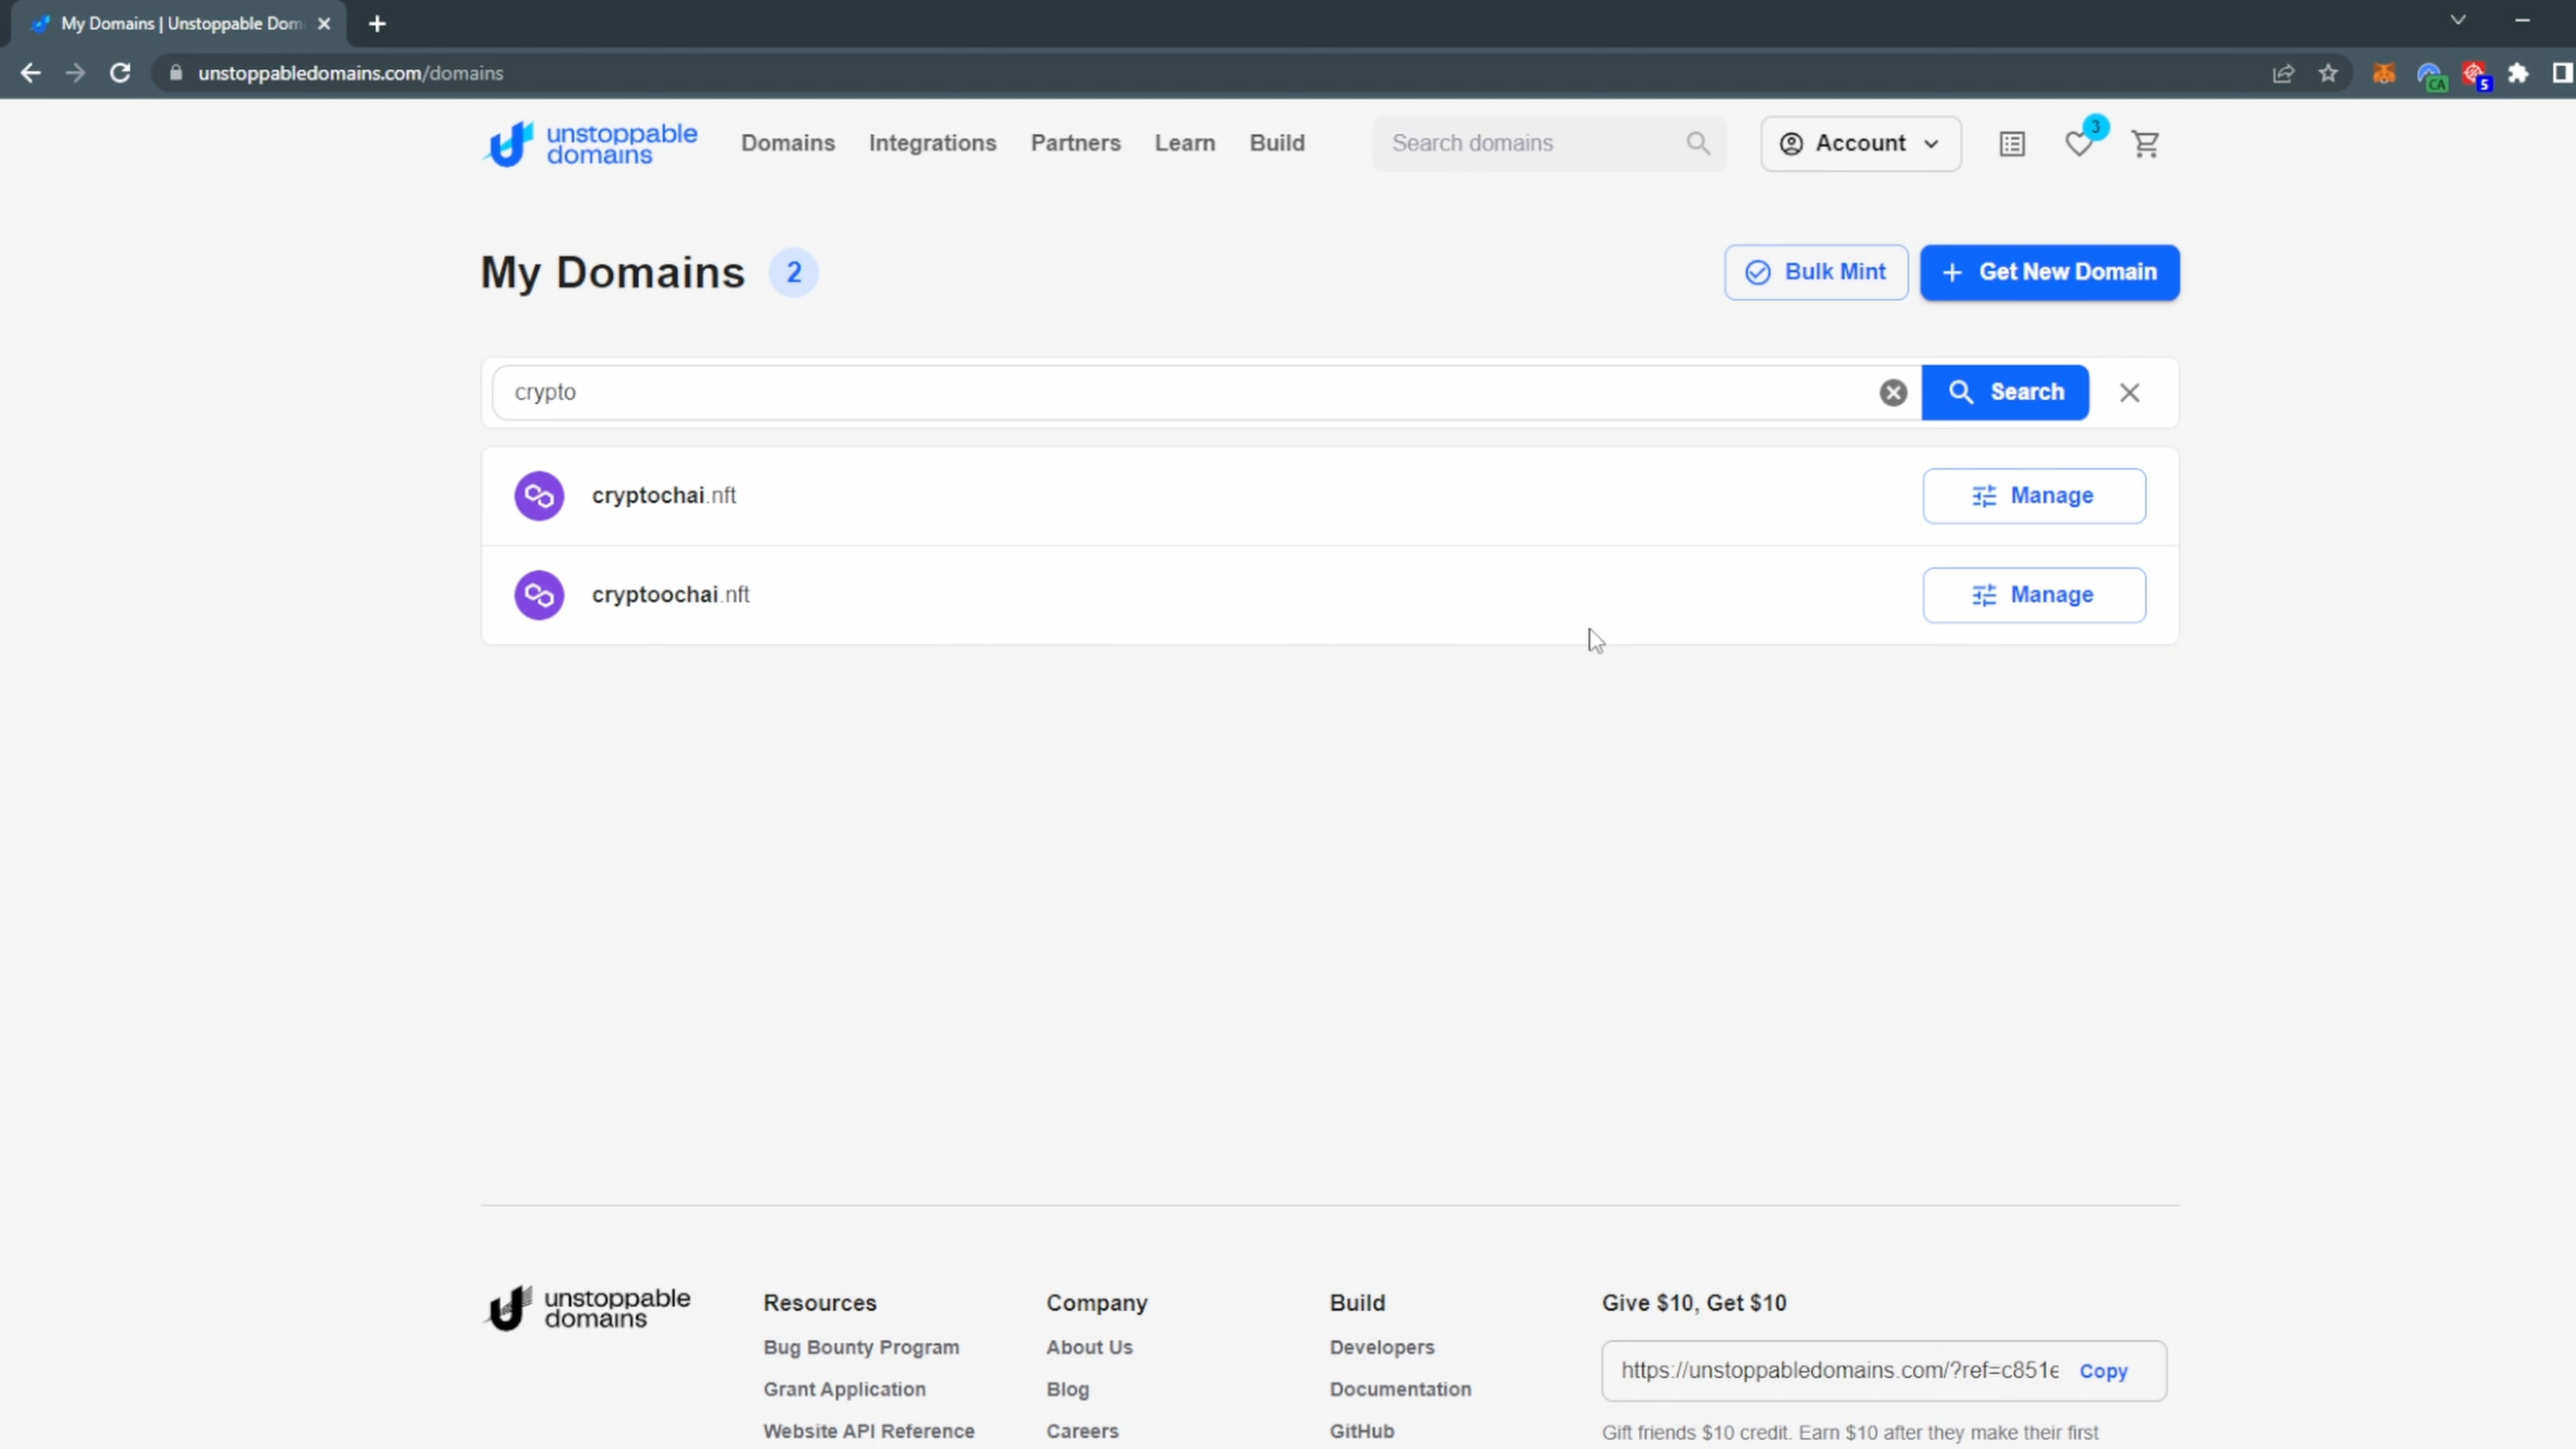 My Domains | Unstoppable Dom
unstoppabledomains.com/domains
CA
5
unstoppable
domains
Domains Integrations Partners Learn Build Search domains Account 3
My Domains 2 Bulk Mint + Get New Domain
crypto Search
cryptochai.nft Manage
cryptoochai.nft Manage
unstoppable
domains
Resources
Bug Bounty Program
Grant Application
Website API Reference
Company
About Us
Blog
Careers
Build
Developers
Documentation
GitHub
Give $10, Get $10
https://unstoppabledomains.com/?ref=c851e Copy
Gift friends $10 credit. Earn $10 after they make their first